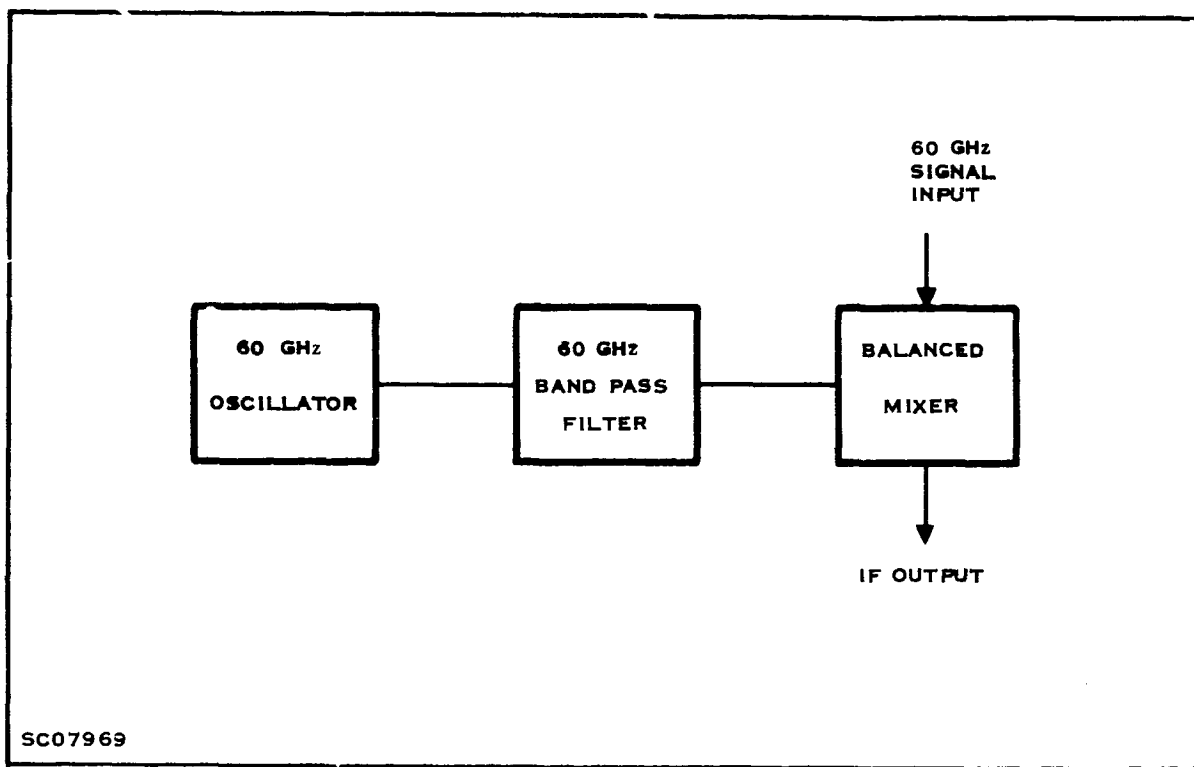 60 GHz
SIGNAL
INPUT
60 GHz
OSCILLATOR
60 GHz
BAND PASS
FILTER
BALANCED
MIXER
IF OUTPUT
SC07969